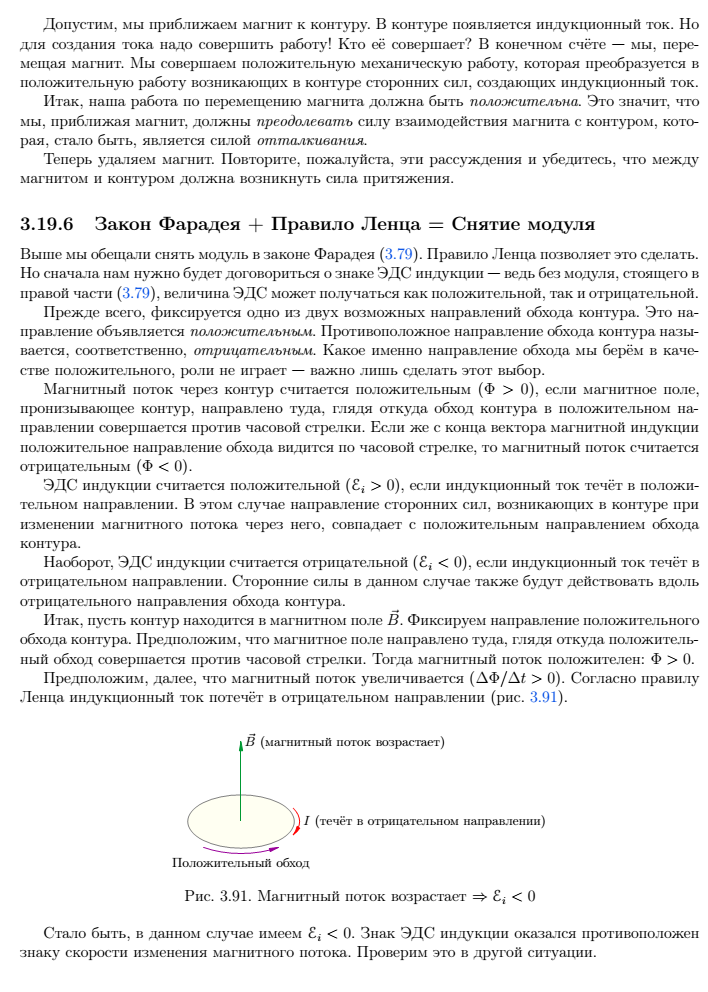 Допустим, мы приближаем магнит к контуру. В контуре появляется индукционный ток. Но
для создания тока надо совершить работу! Кто её совершает? В конечном счёте — мы, пере-
мещая магнит. Мы совершаем положительную механическую работу, которая преобразуется в
положительную работу возникающих в контуре сторонних сил, создающих индукционный ток.
Итак, наша работа по перемещению магнита должна быть положительна. Это значит, что
мы, приближая магнит, должны преодолевать силу взаимодействия магнита с контуром, кото-
рая, стало быть, является силой отталкивания.
Теперь удаляем магнит. Повторите, пожалуйста, эти рассуждения и убедитесь, что между
магнитом и контуром должна возникнуть сила притяжения.
3.19.6 Закон Фарадея + Правило Ленца = Снятие модуля
Выше мы обещали снять модуль в законе Фарадея (3.79). Правило Ленца позволяет это сделать.
Но сначала нам нужно будет договориться о знаке ЭДС индукции — ведь без модуля, стоящего в
правой части (3.79), величина ЭДС может получаться как положительной, так и отрицательной.
Прежде всего, фиксируется одно из двух возможных направлений обхода контура. Это на-
правление объявляется положительным. Противоположное направление обхода контура назы-
вается, соответственно, отрицательным. Какое именно направление обхода мы берём в каче-
стве положительного, роли не играет — важно лишь сделать этот выбор.
Магнитный поток через контур считается положительным (Φ > 0), если магнитное поле,
пронизывающее контур, направлено туда, глядя откуда обход контура в положительном на-
правлении совершается против часовой стрелки. Если же с конца вектора магнитной индукции
положительное направление обхода видится по часовой стрелке, то магнитный поток считается
отрицательным (Φ < 0).
ЭДС индукции считается положительной (ℰᵢ > 0), если индукционный ток течёт в положи-
тельном направлении. В этом случае направление сторонних сил, возникающих в контуре при
изменении магнитного потока через него, совпадает с положительным направлением обхода
контура.
Наоборот, ЭДС индукции считается отрицательной (ℰᵢ < 0), если индукционный ток течёт в
отрицательном направлении. Сторонние силы в данном случае также будут действовать вдоль
отрицательного направления обхода контура.
Итак, пусть контур находится в магнитном поле B⃗. Фиксируем направление положительного
обхода контура. Предположим, что магнитное поле направлено туда, глядя откуда положитель-
ный обход совершается против часовой стрелки. Тогда магнитный поток положителен: Φ > 0.
Предположим, далее, что магнитный поток увеличивается (ΔΦ/Δt > 0). Согласно правилу
Ленца индукционный ток потечёт в отрицательном направлении (рис. 3.91).
B⃗ (магнитный поток возрастает)
I (течёт в отрицательном направлении)
Положительный обход
Рис. 3.91. Магнитный поток возрастает ⇒ ℰᵢ < 0
Стало быть, в данном случае имеем ℰᵢ < 0. Знак ЭДС индукции оказался противоположен
знаку скорости изменения магнитного потока. Проверим это в другой ситуации.